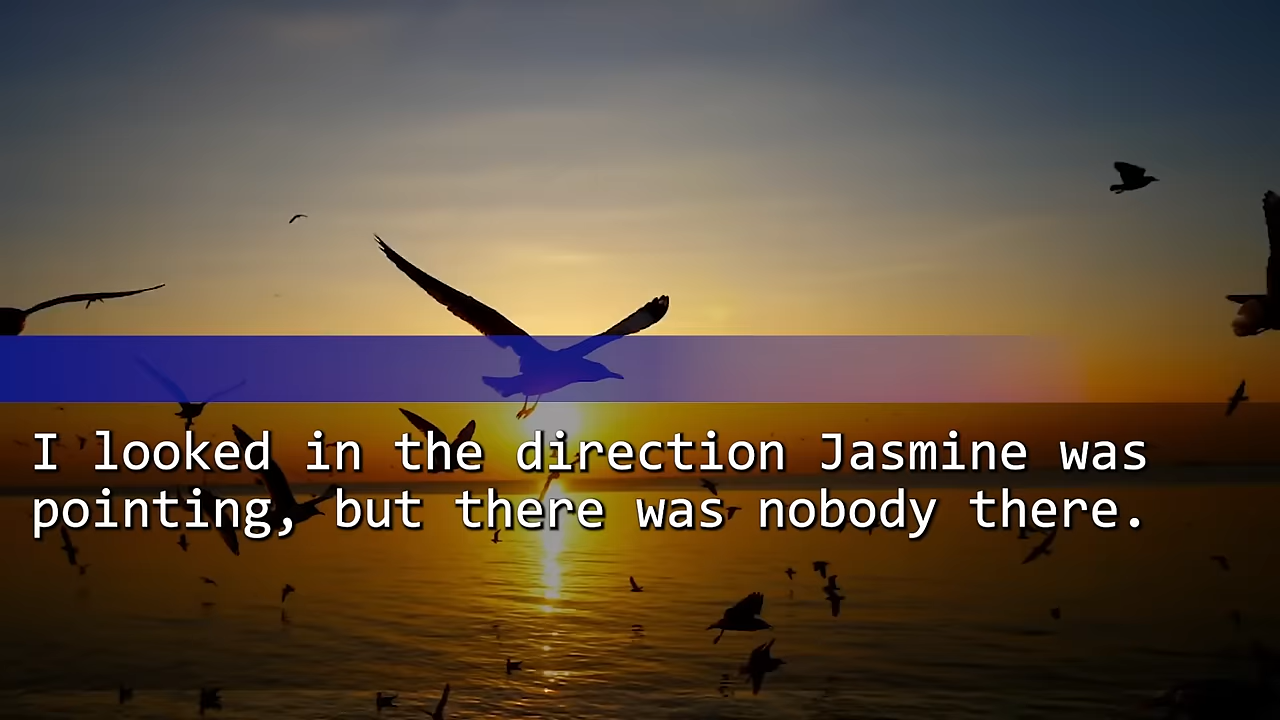 I looked in the direction Jasmine was
pointing, but there was nobody there.